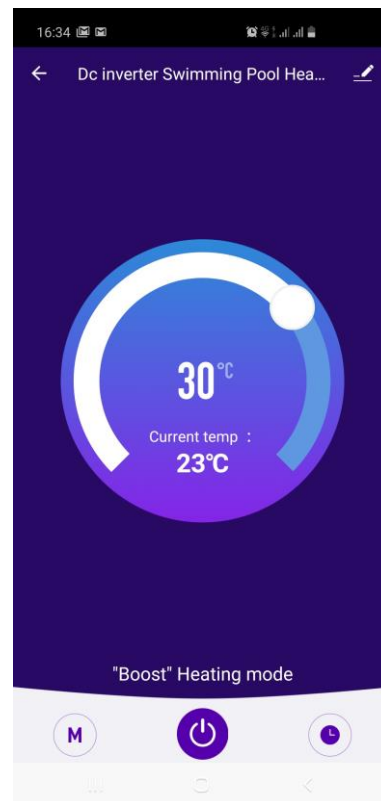 16:34
Dc inverter Swimming Pool Hea...
30°C
Current temp :
23°C
"Boost" Heating mode
M